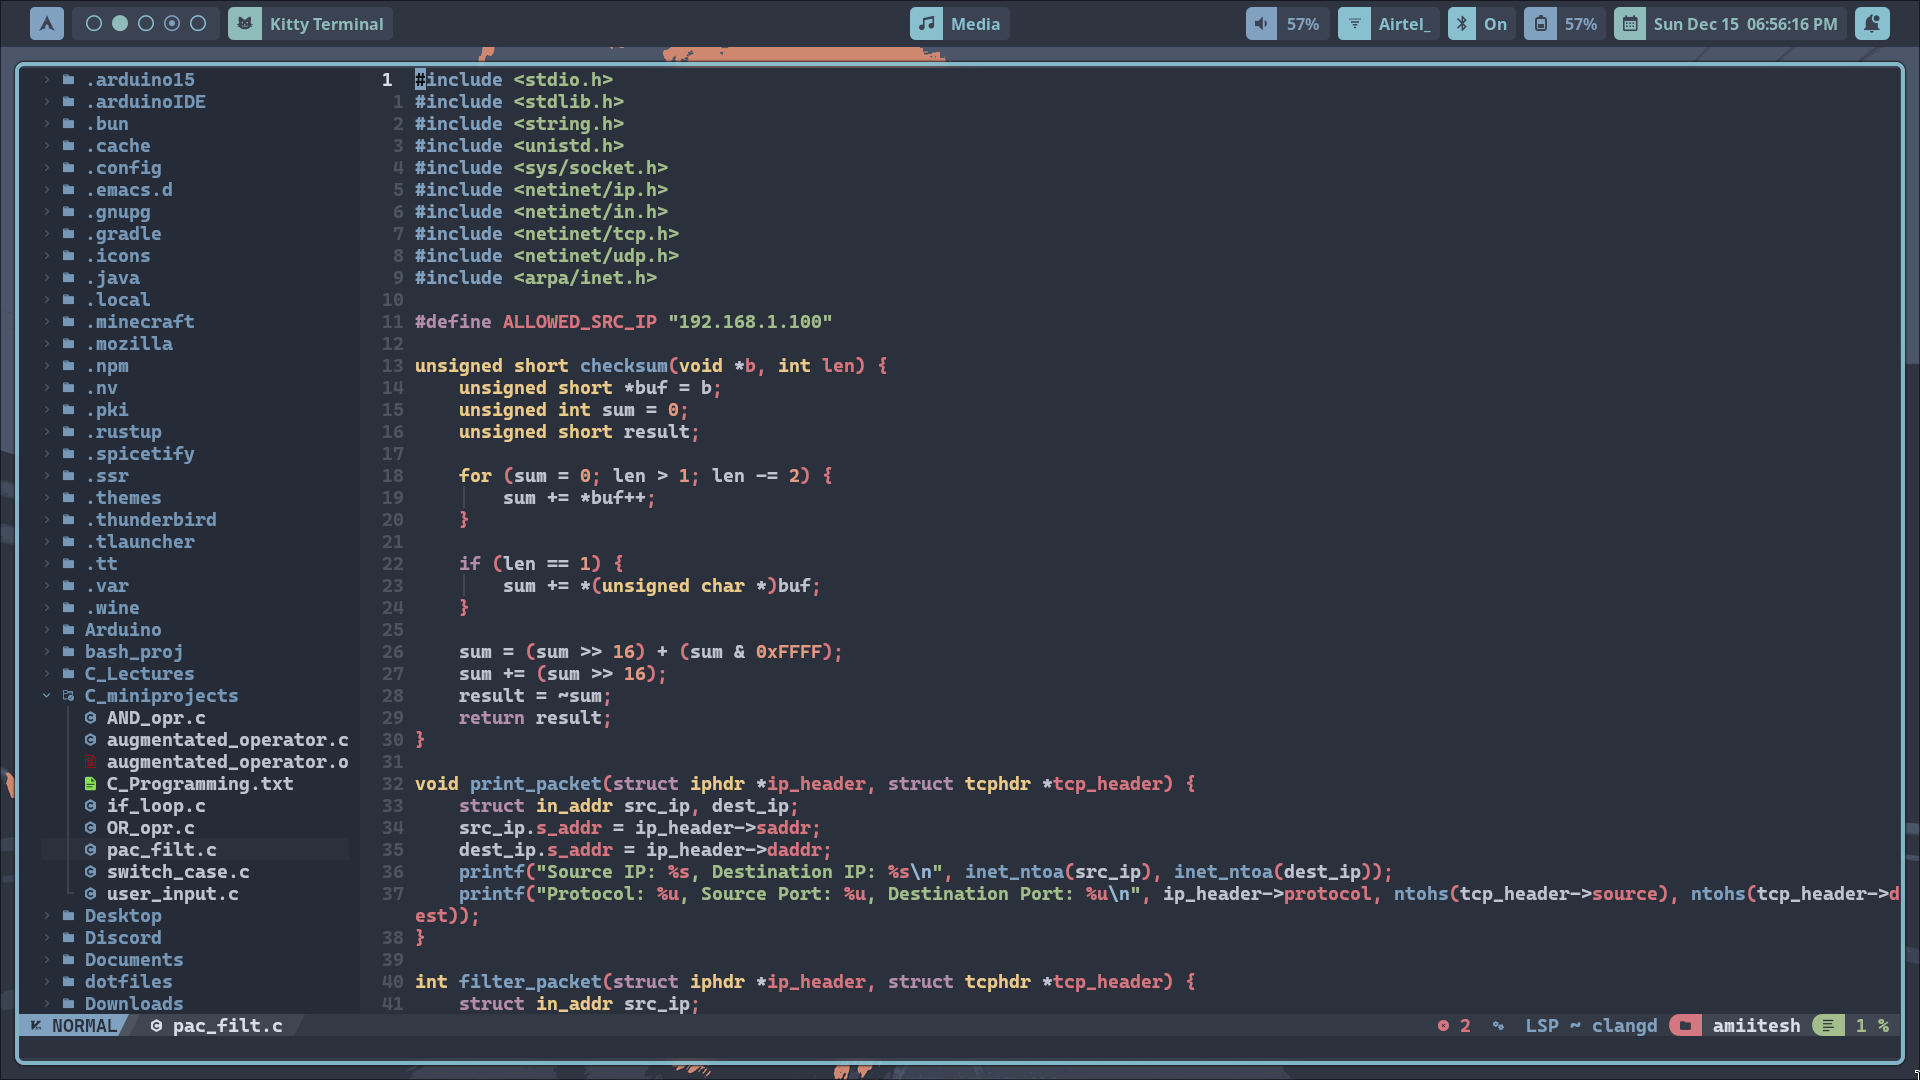 Kitty Terminal
Media
57%
Airtel_
On
57%
Sun Dec 15 06:56:16 PM
.arduino15
.arduinoIDE
.bun
.cache
.config
.emacs.d
.gnupg
.gradle
.icons
.java
.local
.minecraft
.mozilla
.npm
.nv
.pki
.rustup
.spicetify
.ssr
.themes
.thunderbird
.tlauncher
.tt
.var
.wine
Arduino
bash_proj
C_Lectures
C_miniprojects
AND_opr.c
augmentated_operator.c
augmentated_operator.o
C_Programming.txt
if_loop.c
OR_opr.c
pac_filt.c
switch_case.c
user_input.c
Desktop
Discord
Documents
dotfiles
Downloads
1 #include <stdio.h>
1 #include <stdlib.h>
2 #include <string.h>
3 #include <unistd.h>
4 #include <sys/socket.h>
5 #include <netinet/ip.h>
6 #include <netinet/in.h>
7 #include <netinet/tcp.h>
8 #include <netinet/udp.h>
9 #include <arpa/inet.h>
10
11 #define ALLOWED_SRC_IP "192.168.1.100"
12
13 unsigned short checksum(void *b, int len) {
14     unsigned short *buf = b;
15     unsigned int sum = 0;
16     unsigned short result;
17
18     for (sum = 0; len > 1; len -= 2) {
19         sum += *buf++;
20     }
21
22     if (len == 1) {
23         sum += *(unsigned char *)buf;
24     }
25
26     sum = (sum >> 16) + (sum & 0xFFFF);
27     sum += (sum >> 16);
28     result = ~sum;
29     return result;
30 }
31
32 void print_packet(struct iphdr *ip_header, struct tcphdr *tcp_header) {
33     struct in_addr src_ip, dest_ip;
34     src_ip.s_addr = ip_header->saddr;
35     dest_ip.s_addr = ip_header->daddr;
36     printf("Source IP: %s, Destination IP: %s\n", inet_ntoa(src_ip), inet_ntoa(dest_ip));
37     printf("Protocol: %u, Source Port: %u, Destination Port: %u\n", ip_header->protocol, ntohs(tcp_header->source), ntohs(tcp_header->d
est));
38 }
39
40 int filter_packet(struct iphdr *ip_header, struct tcphdr *tcp_header) {
41     struct in_addr src_ip;
NORMAL
pac_filt.c
2
LSP ~ clangd
amiitesh
1 %